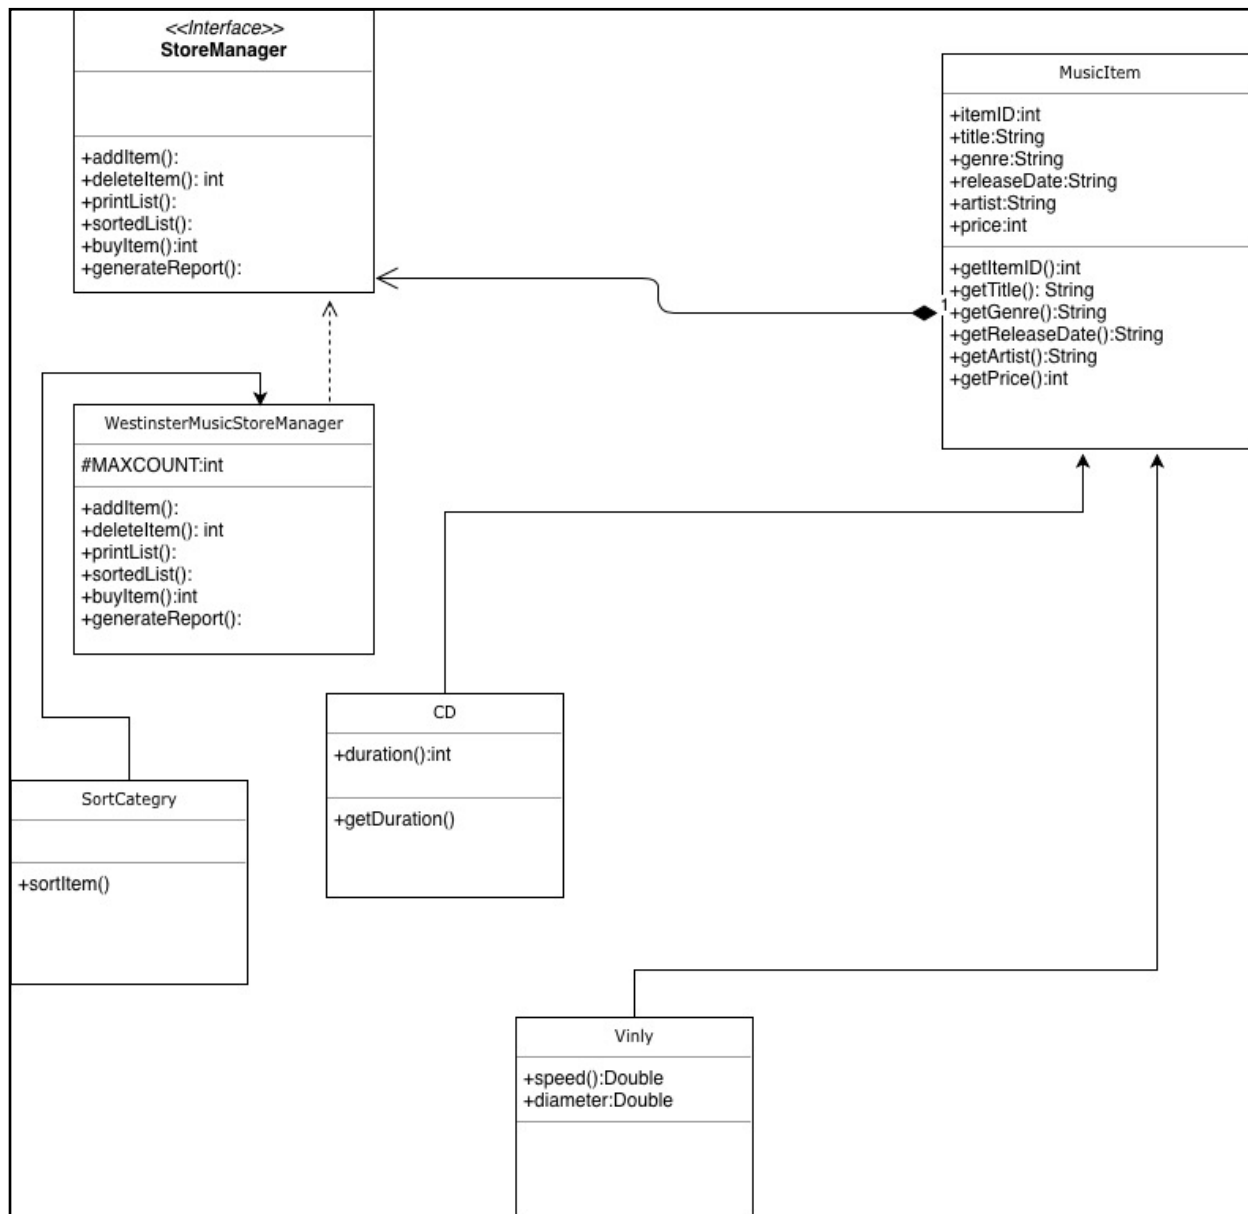 <<Interface>>
StoreManager
+addItem():
+deleteItem(): int
+printList():
+sortedList():
+buyItem():int
+generateReport():
MusicItem
+itemID:int
+title:String
+genre:String
+releaseDate:String
+artist:String
+price:int
+getItemID():int
+getTitle(): String
+getGenre():String
+getReleaseDate():String
+getArtist():String
+getPrice():int
1
WestinsterMusicStoreManager
#MAXCOUNT:int
+addItem():
+deleteItem(): int
+printList():
+sortedList():
+buyItem():int
+generateReport():
CD
+duration():int
+getDuration()
SortCategry
+sortItem()
Vinly
+speed():Double
+diameter:Double